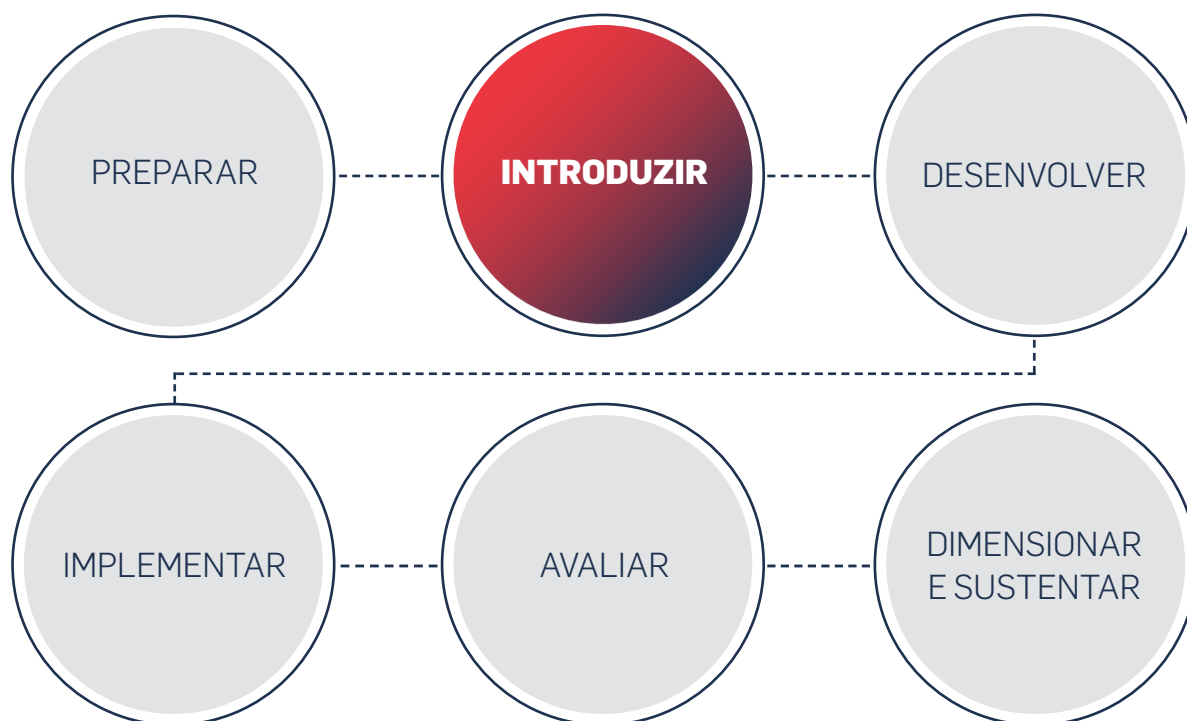 PREPARAR
INTRODUZIR
DESENVOLVER
IMPLEMENTAR
AVALIAR
DIMENSIONAR
E SUSTENTAR